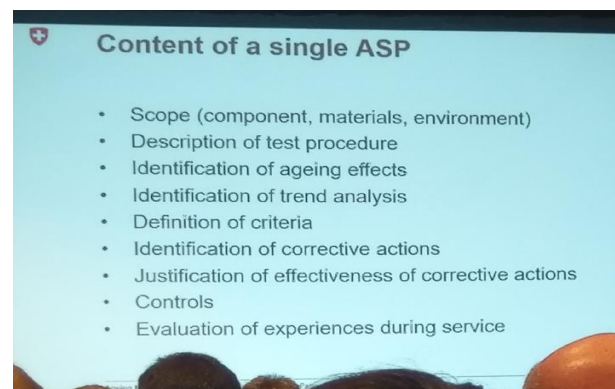 Content of a single ASP
• Scope (component, materials, environment)
• Description of test procedure
• Identification of ageing effects
• Identification of trend analysis
• Definition of criteria
• Identification of corrective actions
• Justification of effectiveness of corrective actions
• Controls
• Evaluation of experiences during service